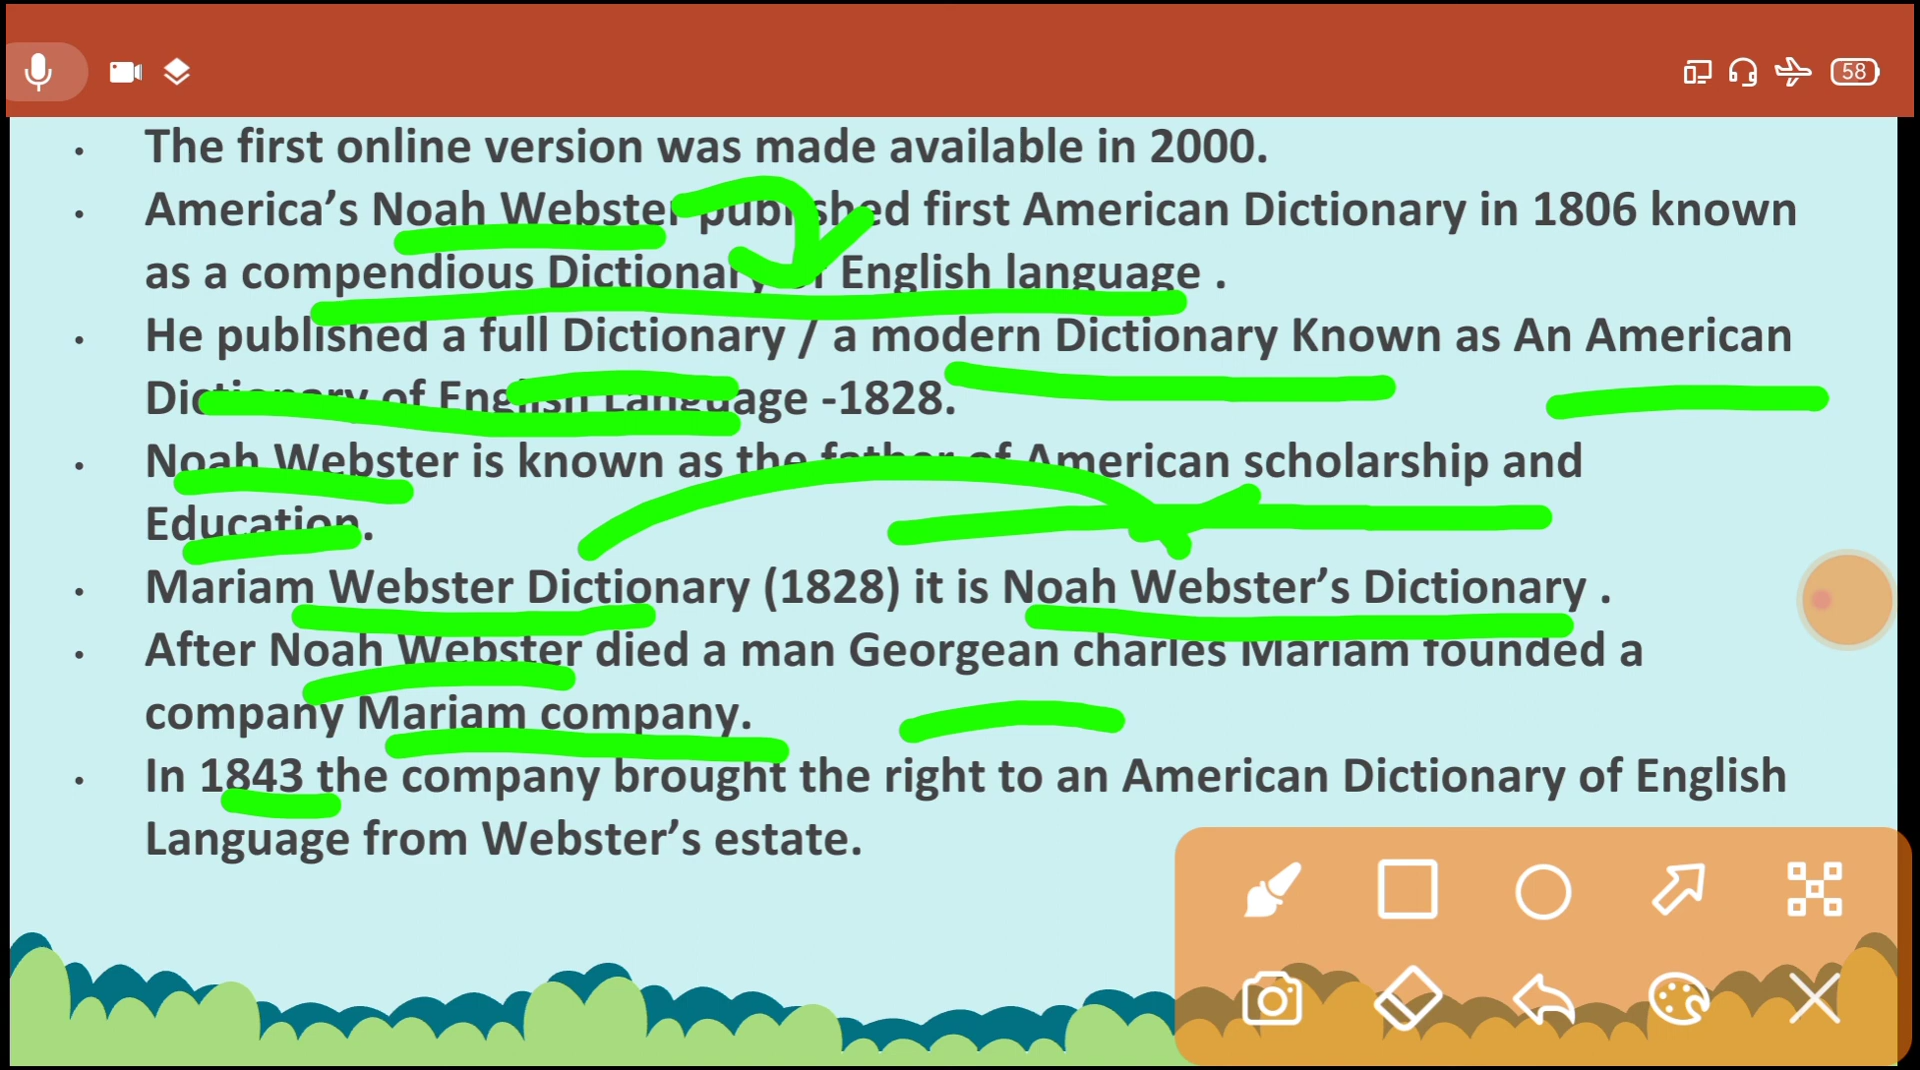 58
The first online version was made available in 2000.
America's Noah Webster published first American Dictionary in 1806 known
as a compendious Dictionary of English language .
He published a full Dictionary / a modern Dictionary Known as An American
Dictionary of English Language -1828.
Noah Webster is known as the father of American scholarship and
Education.
Mariam Webster Dictionary (1828) it is Noah Webster's Dictionary .
After Noah Webster died a man Georgean charles Mariam founded a
company Mariam company.
In 1843 the company brought the right to an American Dictionary of English
Language from Webster's estate.